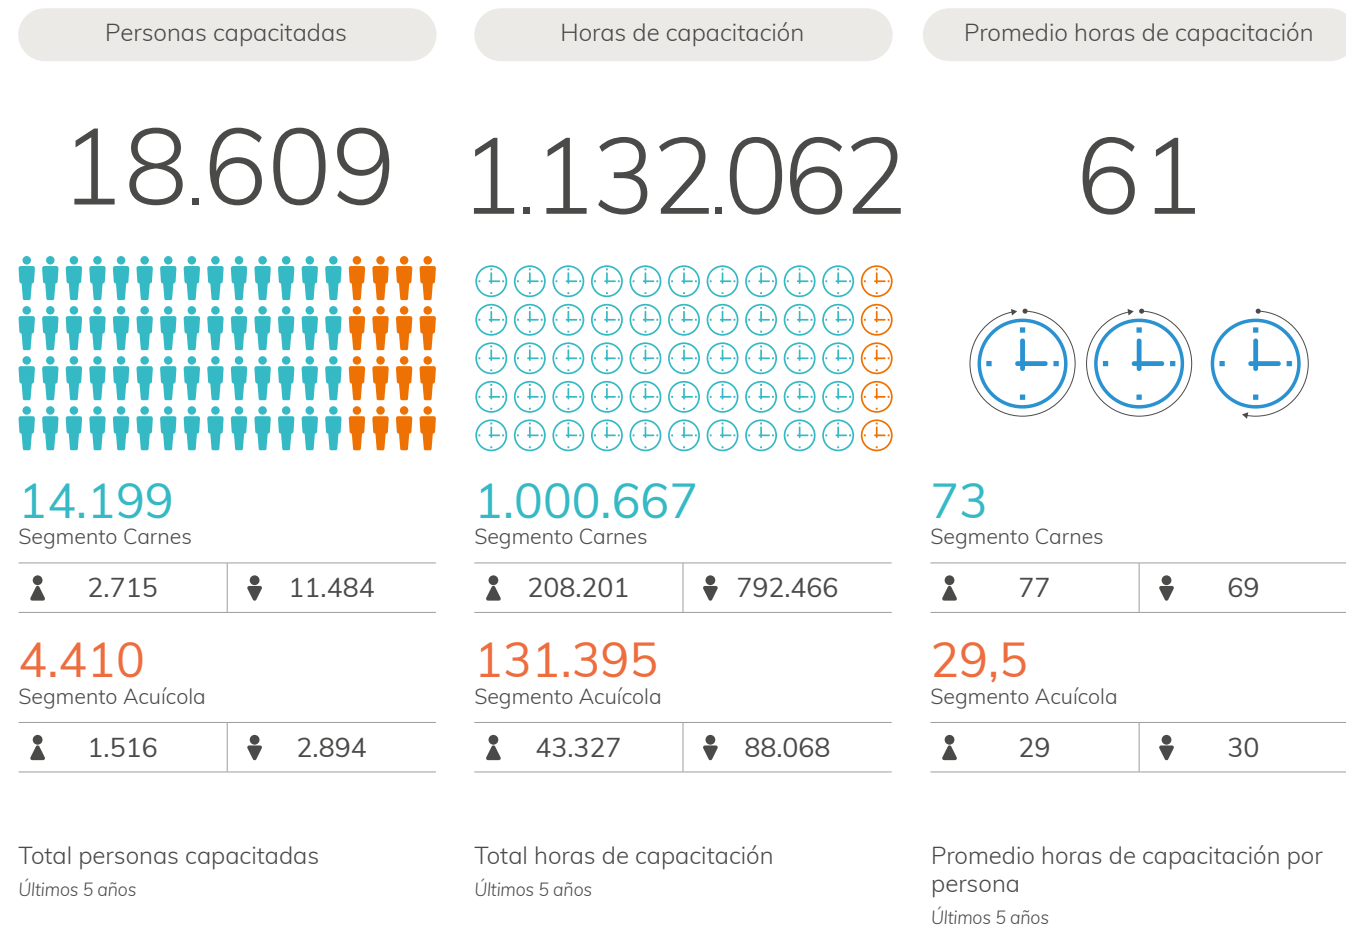 Personas capacitadas
18.609
14.199
Segmento Carnes
2.715
11.484
4.410
Segmento Acuícola
1.516
2.894
Total personas capacitadas
Últimos 5 años
Horas de capacitación
1.132.062
1.000.667
Segmento Carnes
208.201
792.466
131.395
Segmento Acuícola
43.327
88.068
Total horas de capacitación
Últimos 5 años
Promedio horas de capacitación
61
73
Segmento Carnes
77
69
29,5
Segmento Acuícola
29
30
Promedio horas de capacitación por
persona
Últimos 5 años